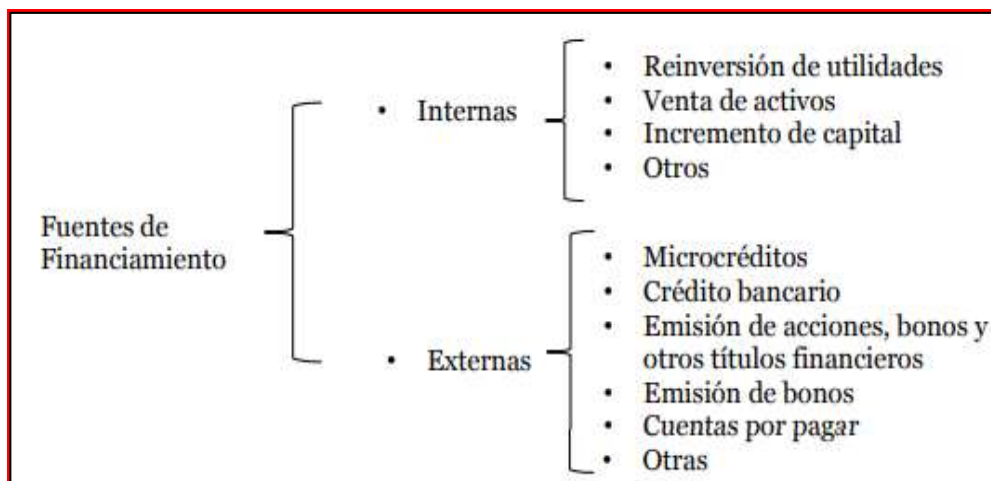 Fuentes de
Financiamiento
• Internas
• Reinversión de utilidades
• Venta de activos
• Incremento de capital
• Otros
• Externas
• Microcréditos
• Crédito bancario
• Emisión de acciones, bonos y
otros títulos financieros
• Emisión de bonos
• Cuentas por pagar
• Otras